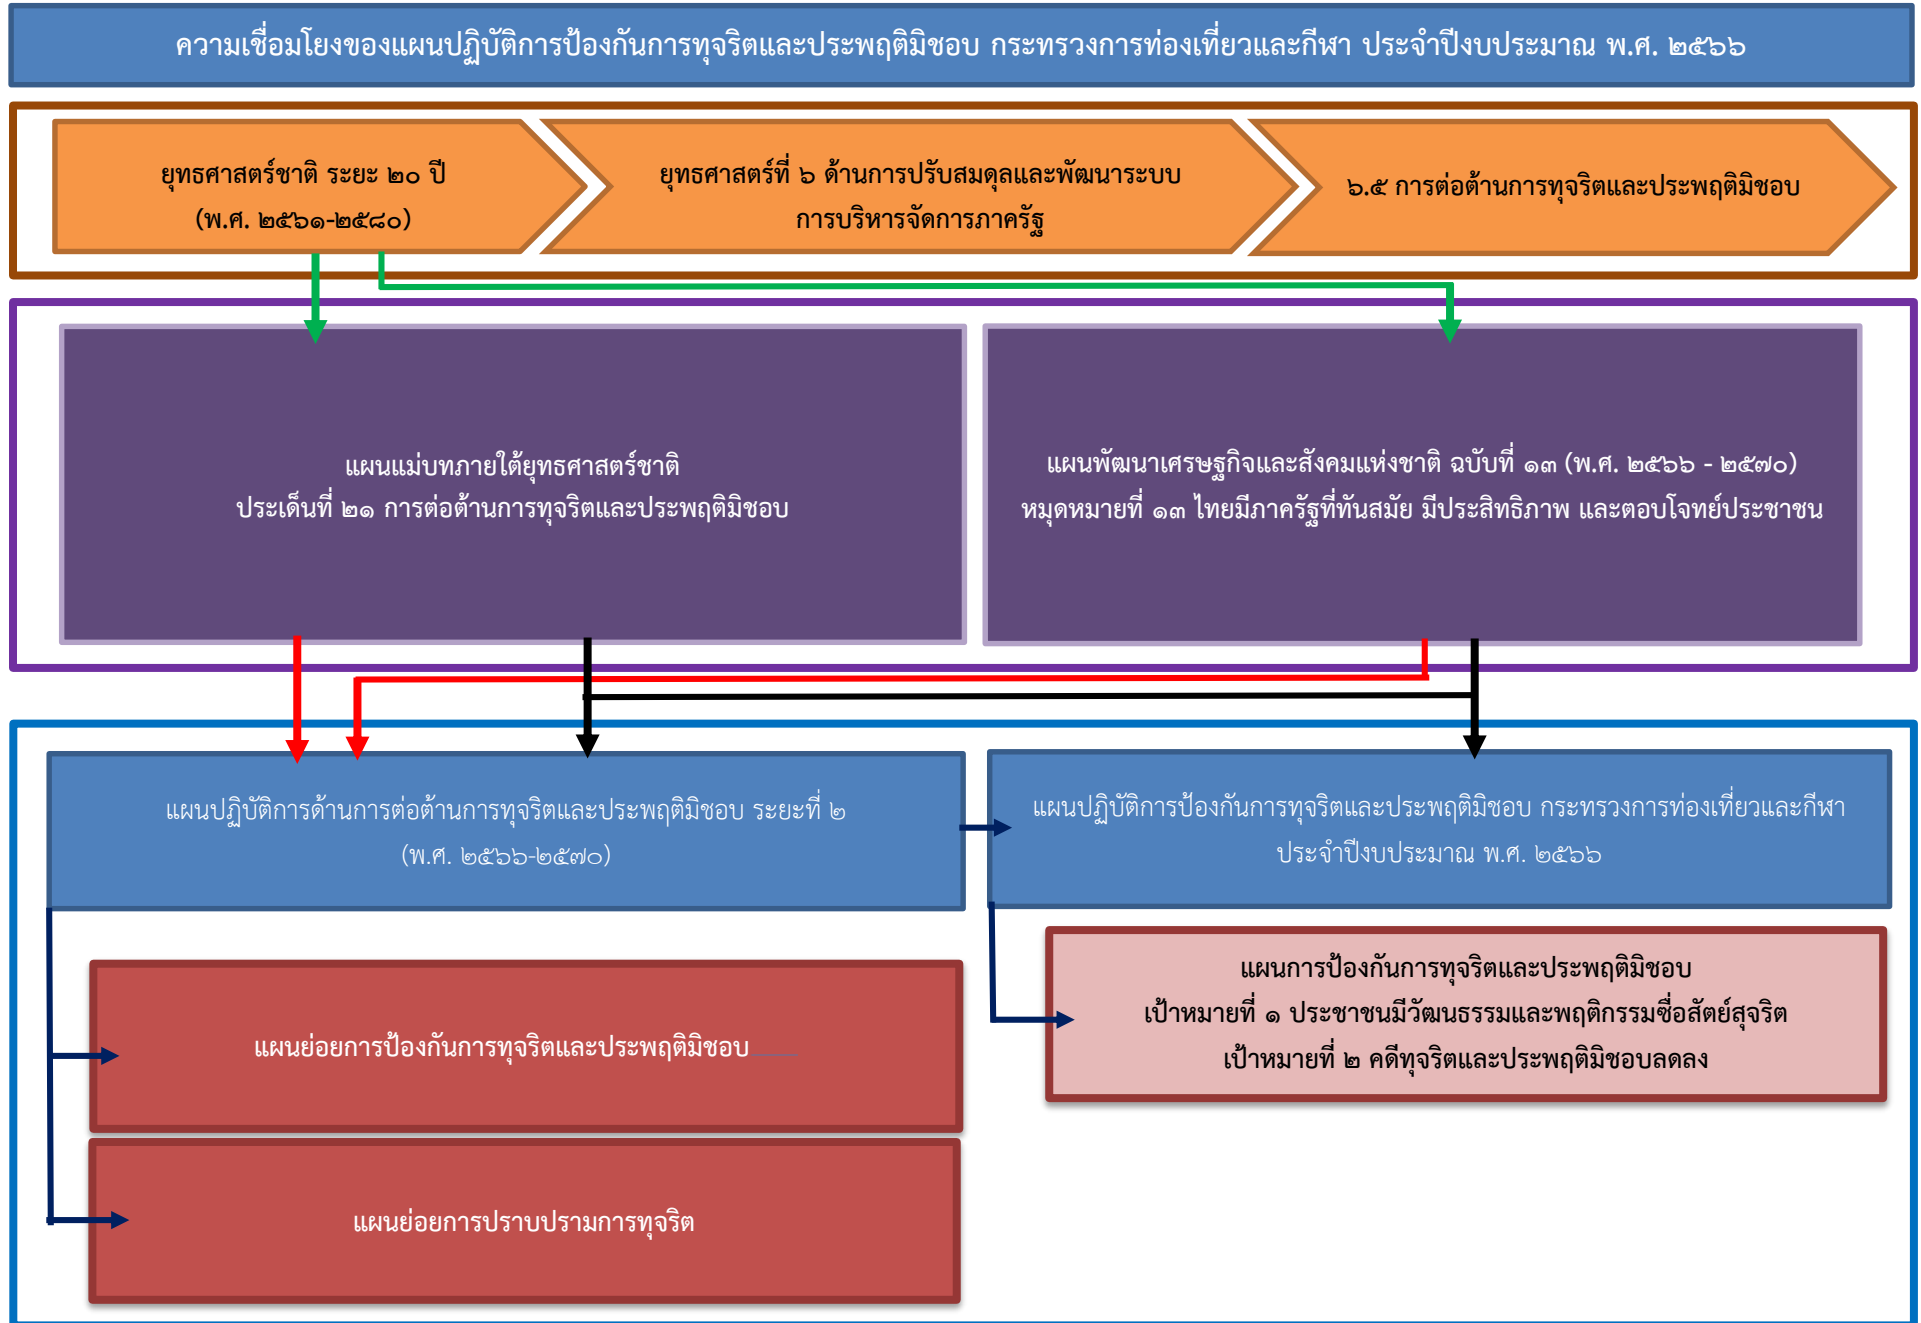 ความเชื่อมโยงของแผนปฏิบัติการป้องกันการทุจริตและประพฤติมิชอบ กระทรวงการท่องเที่ยวและกีฬา ประจำปีงบประมาณ พ.ศ. ๒๕๖๖
ยุทธศาสตร์ชาติ ระยะ ๒๐ ปี
(พ.ศ. ๒๕๖๑-๒๕๘๐)
ยุทธศาสตร์ที่ ๖ ด้านการปรับสมดุลและพัฒนาระบบ
การบริหารจัดการภาครัฐ
๖.๕ การต่อต้านการทุจริตและประพฤติมิชอบ
แผนแม่บทภายใต้ยุทธศาสตร์ชาติ
ประเด็นที่ ๒๑ การต่อต้านการทุจริตและประพฤติมิชอบ
แผนพัฒนาเศรษฐกิจและสังคมแห่งชาติ ฉบับที่ ๑๓ (พ.ศ. ๒๕๖๖ - ๒๕๗๐)
หมุดหมายที่ ๑๓ ไทยมีภาครัฐที่ทันสมัย มีประสิทธิภาพ และตอบโจทย์ประชาชน
แผนปฏิบัติการด้านการต่อต้านการทุจริตและประพฤติมิชอบ ระยะที่ ๒
(พ.ศ. ๒๕๖๖-๒๕๗๐)
แผนปฏิบัติการป้องกันการทุจริตและประพฤติมิชอบ กระทรวงการท่องเที่ยวและกีฬา
ประจำปีงบประมาณ พ.ศ. ๒๕๖๖
แผนย่อยการป้องกันการทุจริตและประพฤติมิชอบ
แผนย่อยการปราบปรามการทุจริต
แผนการป้องกันการทุจริตและประพฤติมิชอบ
เป้าหมายที่ ๑ ประชาชนมีวัฒนธรรมและพฤติกรรมซื่อสัตย์สุจริต
เป้าหมายที่ ๒ คดีทุจริตและประพฤติมิชอบลดลง